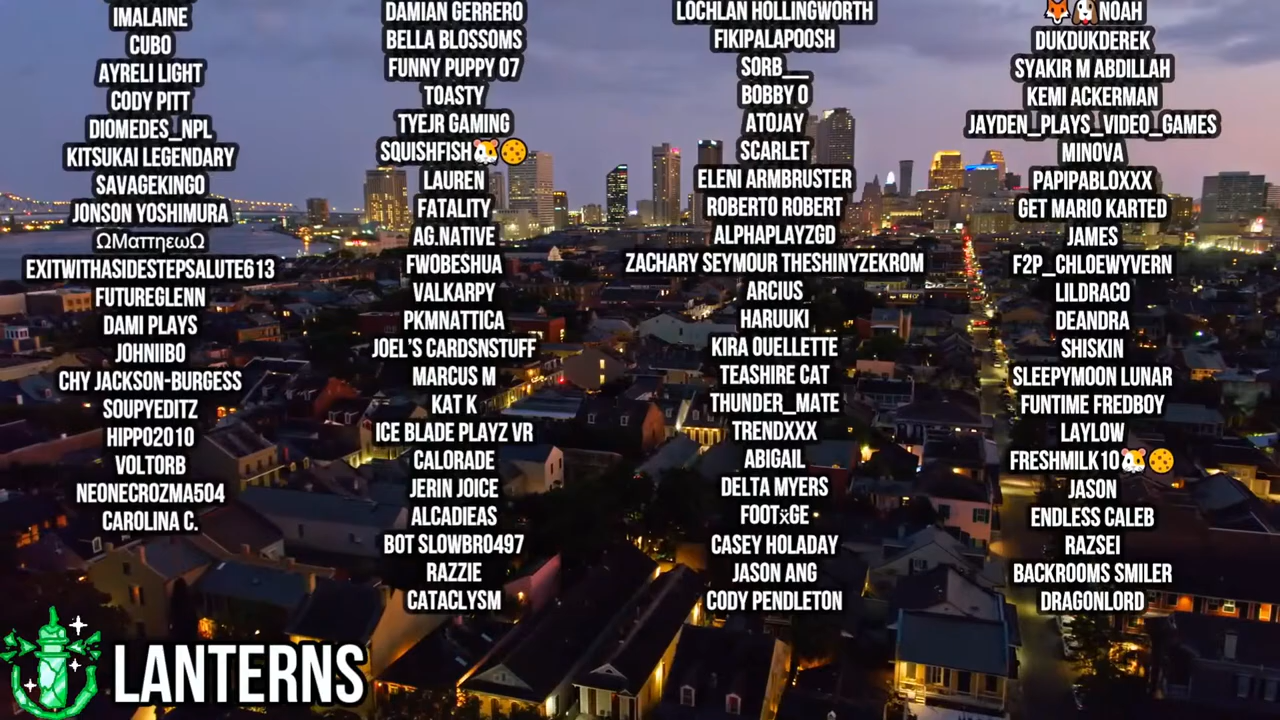 IMALAINE
CUBO
AYRELI LIGHT
CODY PITT
DIOMEDES_NPL
KITSUKAI LEGENDARY
SAVAGEKINGO
JONSON YOSHIMURA
ΩMαπηεωΩ
EXITWITHASIDESTEPSALUTE613
FUTUREGLENN
DAMI PLAYS
JOHNIIBO
CHY JACKSON-BURGESS
SOUPYEDITZ
HIPPO2010
VOLTORB
NEONECROZMA504
CAROLINA C.
DAMIAN GERRERO
BELLA BLOSSOMS
FUNNY PUPPY 07
TOASTY
TYEJR GAMING
SQUISHFISH🐹🍪
LAUREN
FATALITY
AG.NATIVE
FWOBESHUA
VALKARPY
PKMNATTICA
JOEL'S CARDSNSTUFF
MARCUS M
KAT K
ICE BLADE PLAYZ VR
CALORADE
JERIN JOICE
ALCADIEAS
BOT SLOWBRO497
RAZZIE
CATACLYSM
LOCHLAN HOLLINGWORTH
FIKIPALAPOOSH
SORB__
BOBBY O
ATOJAY
SCARLET
ELENI ARMBRUSTER
ROBERTO ROBERT
ALPHAPLAYZGD
ZACHARY SEYMOUR THESHINYZEKROM
ARCIUS
HARUUKI
KIRA OUELLETTE
TEASHIRE CAT
THUNDER_MATE
TRENDXXX
ABIGAIL
DELTA MYERS
FOOTẍGE
CASEY HOLADAY
JASON ANG
CODY PENDLETON
🦊🐶NOAH
DUKDUKDEREK
SYAKIR M ABDILLAH
KEMI ACKERMAN
JAYDEN_PLAYS_VIDEO_GAMES
MINOVA
PAPIPABLOXXX
GET MARIO KARTED
JAMES
F2P_CHLOEWYVERN
LILDRACO
DEANDRA
SHISKIN
SLEEPYMOON LUNAR
FUNTIME FREDBOY
LAYLOW
FRESHMILK10🐹🍪
JASON
ENDLESS CALEB
RAZSEI
BACKROOMS SMILER
DRAGONLORD
LANTERNS